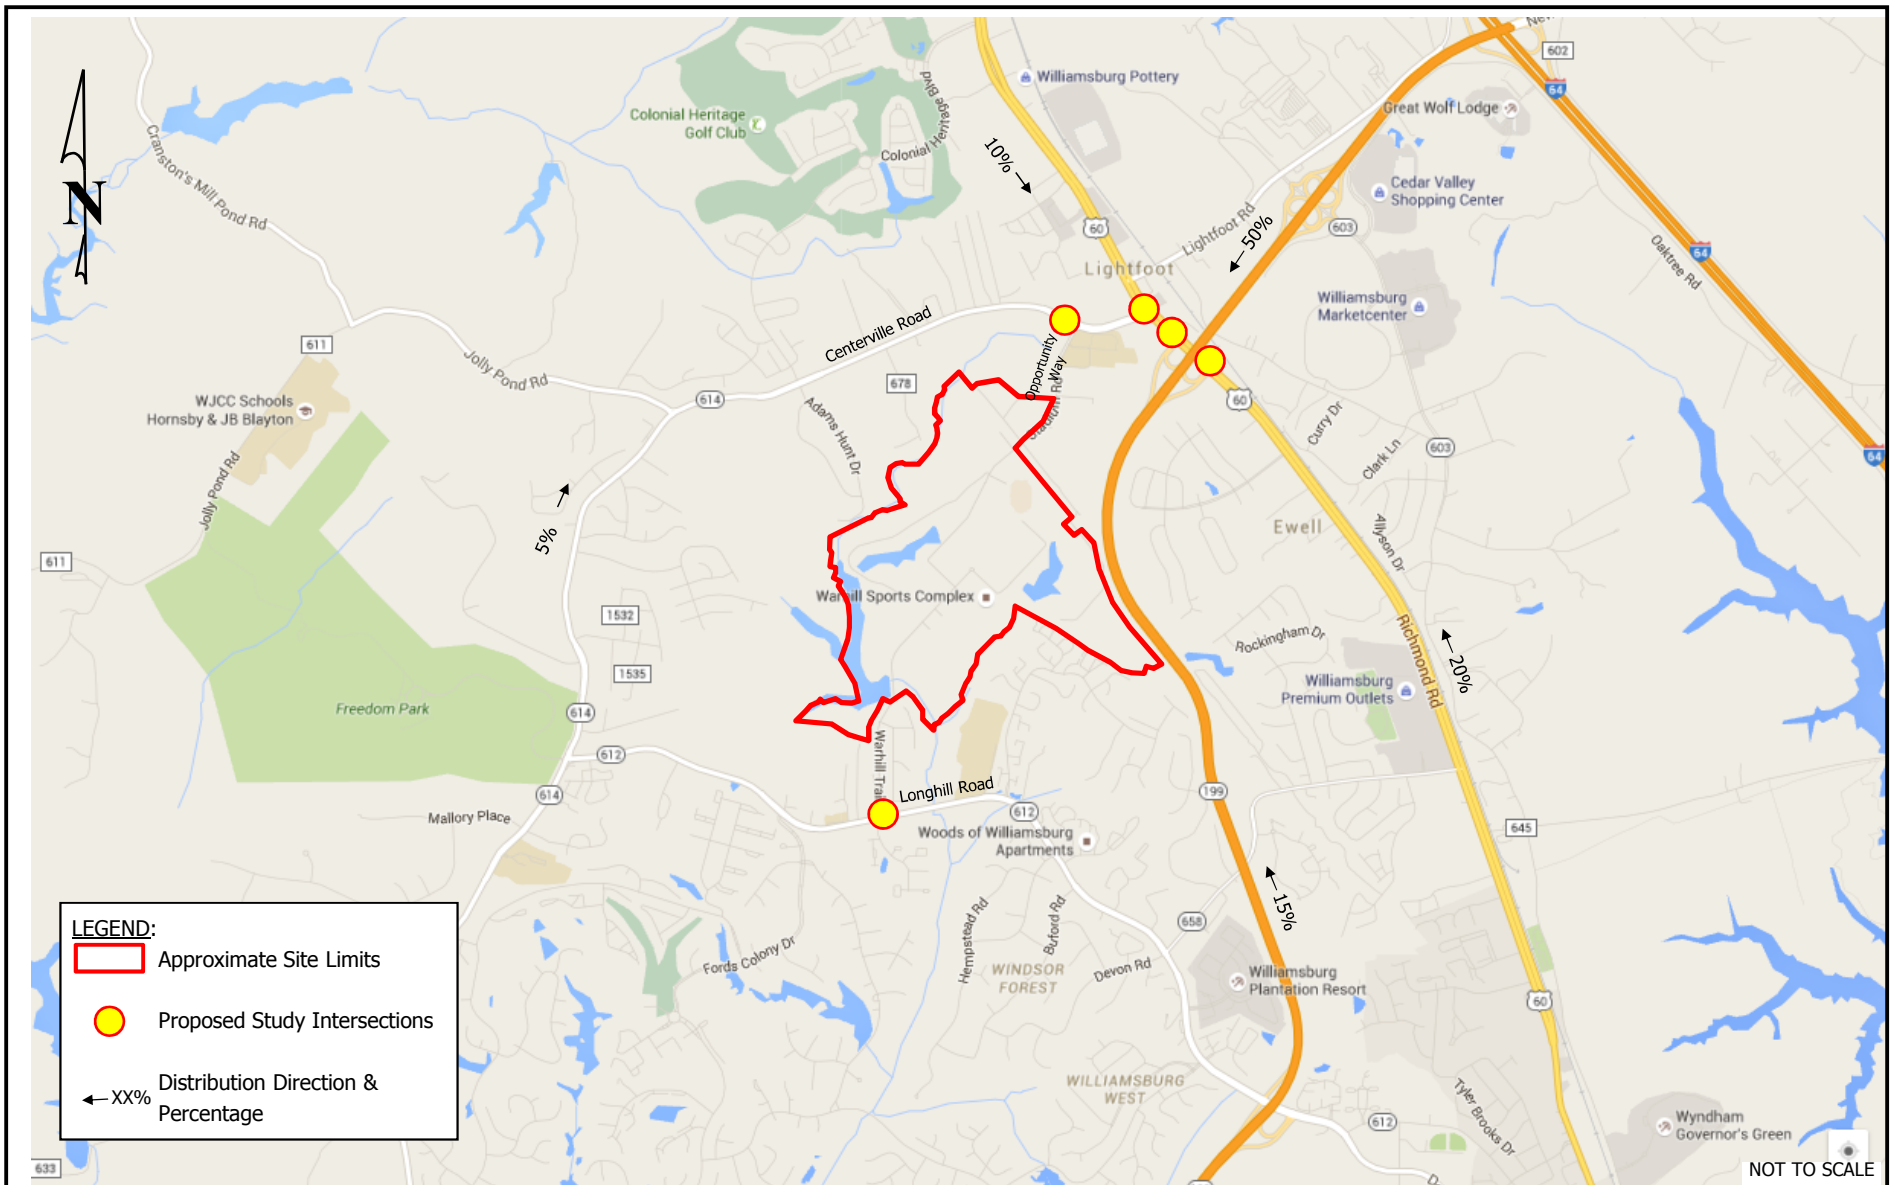 New
602
64
Williamsburg Pottery
Great Wolf Lodge
Colonial Heritage Blvd
Colonial Heritage
Golf Club
Colonial Heritage
10%
Cranston's Mill Pond Rd
N
Cedar Valley
Shopping Center
60
Lightfoot Rd
50%
603
Oaktree Rd
64
Lightfoot
Williamsburg
Marketcenter
611
Centerville Road
Opportunity
Way
Stadium Rd
Jolly Pond Rd
678
614
60
WJCC Schools
Hornsby & JB Blayton
Adams Hunt Dr
Curry Dr
Clark Ln
603
64
Jolly Pond Rd
5%
Ewell
Allyson Dr
611
Warhill Sports Complex
1532
Rockingham Dr
Richmond Rd
20%
1535
Williamsburg
Premium Outlets
Freedom Park
614
612
Warhill Trail
614
Longhill Road
199
Mallory Place
612
645
Woods of Williamsburg
Apartments
15%
658
Hempstead Rd
Buford Rd
Fords Colony Dr
WINDSOR
FOREST
Devon Rd
Williamsburg
Plantation Resort
60
LEGEND:
Approximate Site Limits
Proposed Study Intersections
XX%
Distribution Direction &
Percentage
WILLIAMSBURG
WEST
Tyler Brooks Dr
612
Wyndham
Governor's Green
633
D
NOT TO SCALE